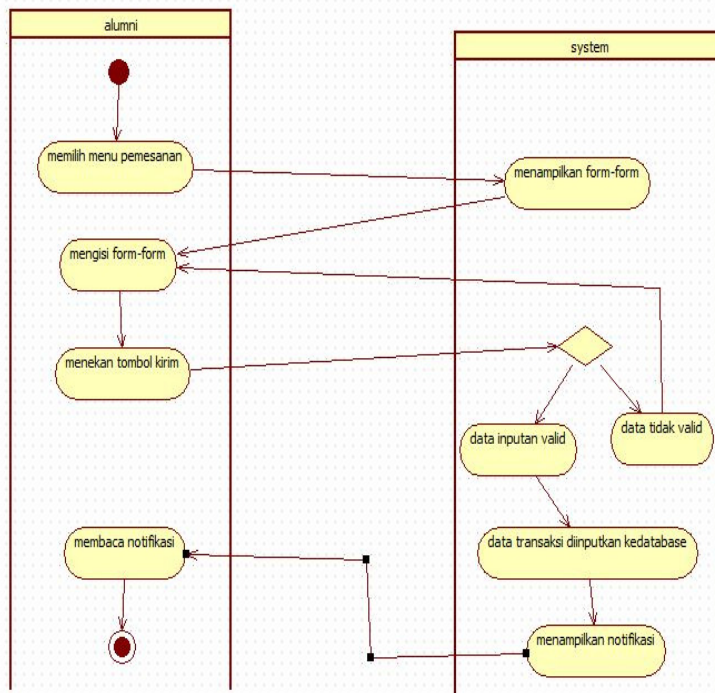 alumni
system
memilih menu pemesanan
menampilkan form-form
mengisi form-form
menekan tombol kirim
data inputan valid
data tidak valid
data transaksi diinputkan kedatabase
membaca notifikasi
menampilkan notifikasi